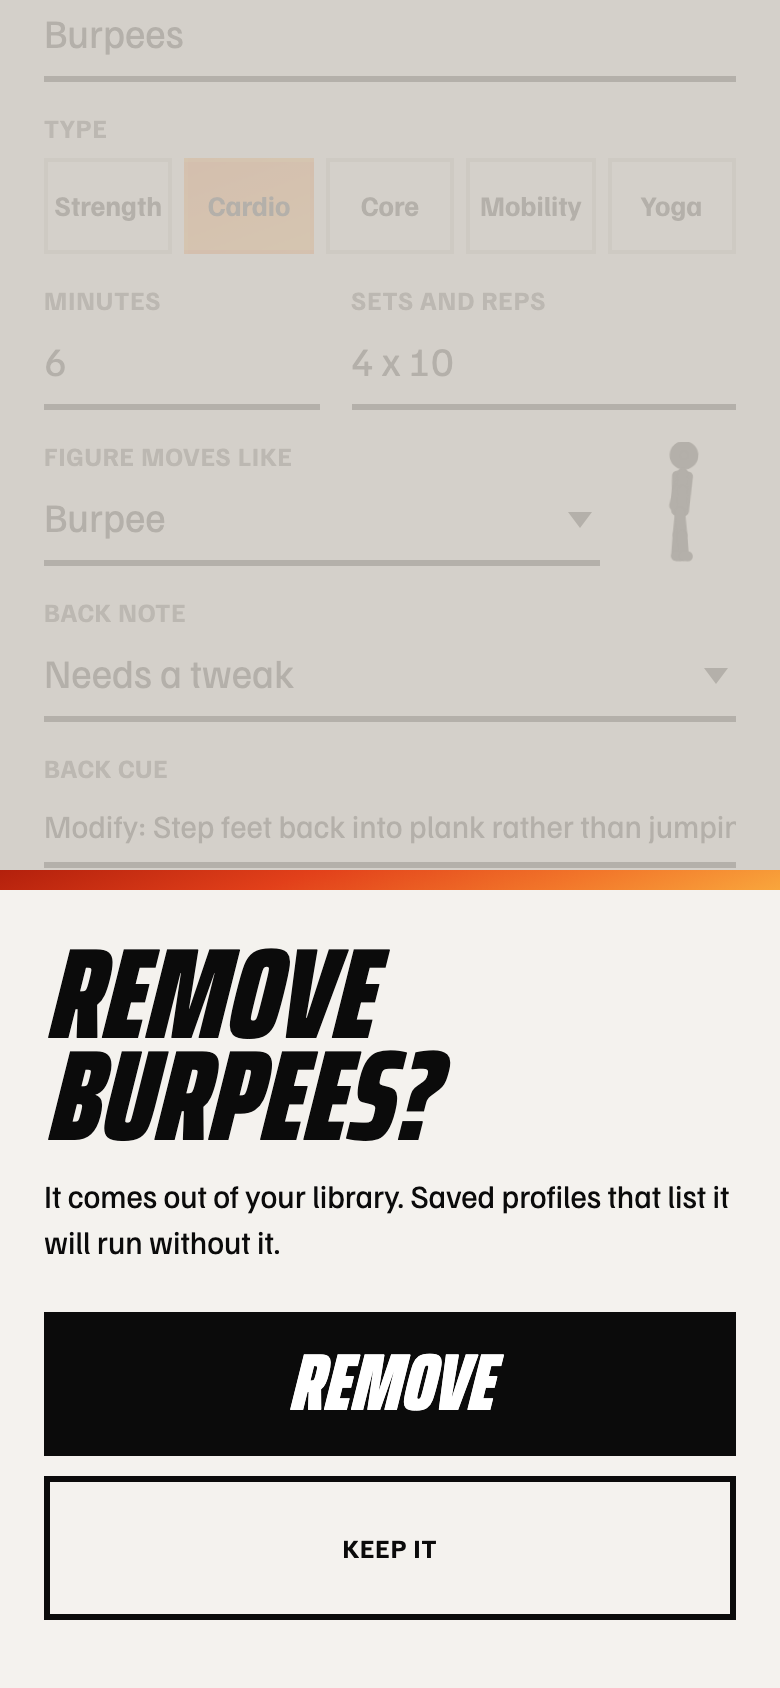 Burpees
TYPE
Strength Cardio Core Mobility Yoga
MINUTES SETS AND REPS
6 4 x 10
FIGURE MOVES LIKE
Burpee
BACK NOTE
Needs a tweak
BACK CUE
Modify: Step feet back into plank rather than jumpin
REMOVE
BURPEES?
It comes out of your library. Saved profiles that list it
will run without it.
REMOVE
KEEP IT